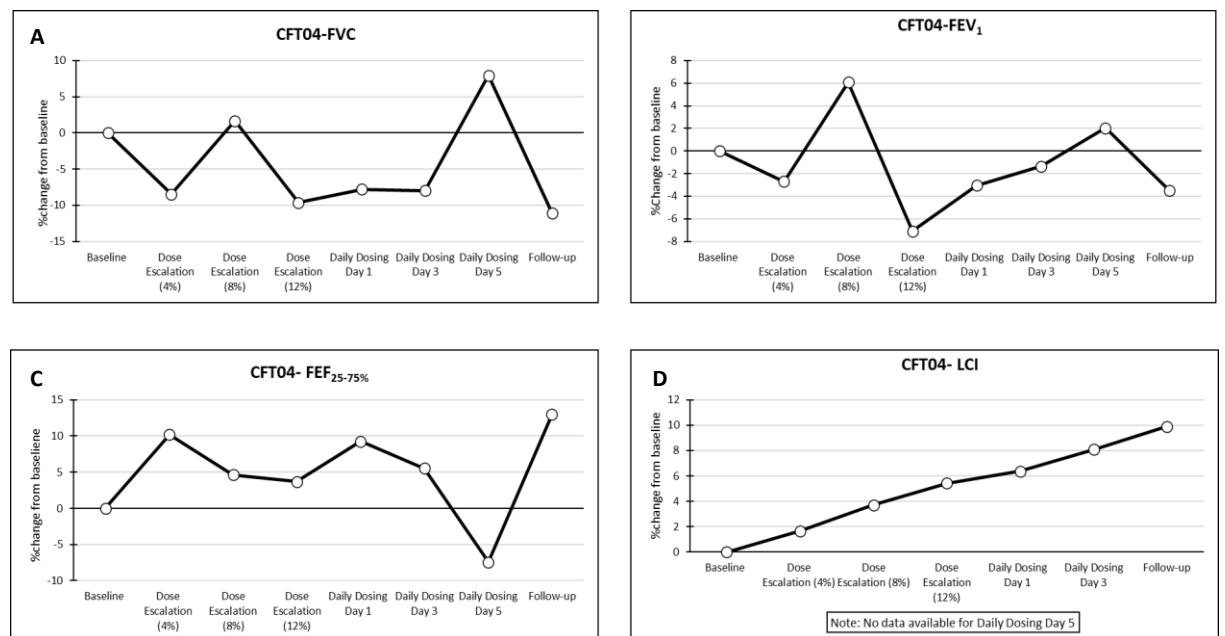 A
CFT04-FVC
%change from baseline
10
5
0
-5
-10
-15
Baseline
Dose Escalation (4%)
Dose Escalation (8%)
Dose Escalation (12%)
Daily Dosing Day 1
Daily Dosing Day 3
Daily Dosing Day 5
Follow-up
CFT04-FEV₁
%Change from baseline
8
6
4
2
0
-2
-4
-6
-8
Baseline
Dose Escalation (4%)
Dose Escalation (8%)
Dose Escalation (12%)
Daily Dosing Day 1
Daily Dosing Day 3
Daily Dosing Day 5
Follow-up
C
CFT04- FEF₂₅₋₇₅%
%change from baseliene
15
10
5
0
-5
-10
Baseline
Dose Escalation (4%)
Dose Escalation (8%)
Dose Escalation (12%)
Daily Dosing Day 1
Daily Dosing Day 3
Daily Dosing Day 5
Follow-up
D
CFT04- LCI
%change from baseline
12
10
8
6
4
2
0
Baseline
Dose Escalation (4%)
Dose Escalation (8%)
Dose Escalation (12%)
Daily Dosing Day 1
Daily Dosing Day 3
Follow-up
Note: No data available for Daily Dosing Day 5